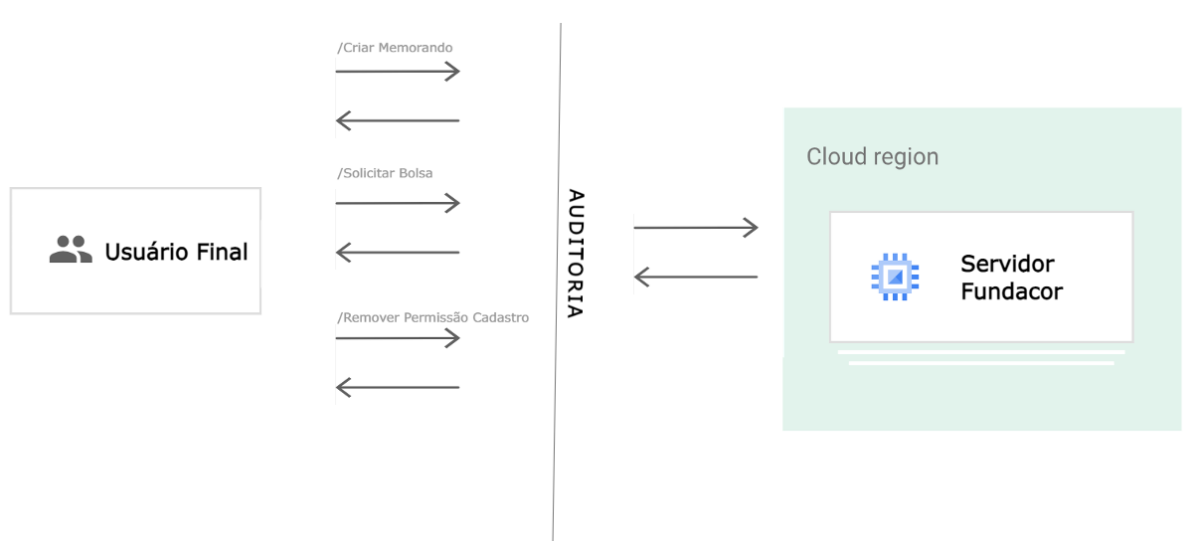 /Criar Memorando
/Solicitar Bolsa
Usuário Final
/Remover Permissão Cadastro
AUDITORIA
Cloud region
Servidor
Fundacor